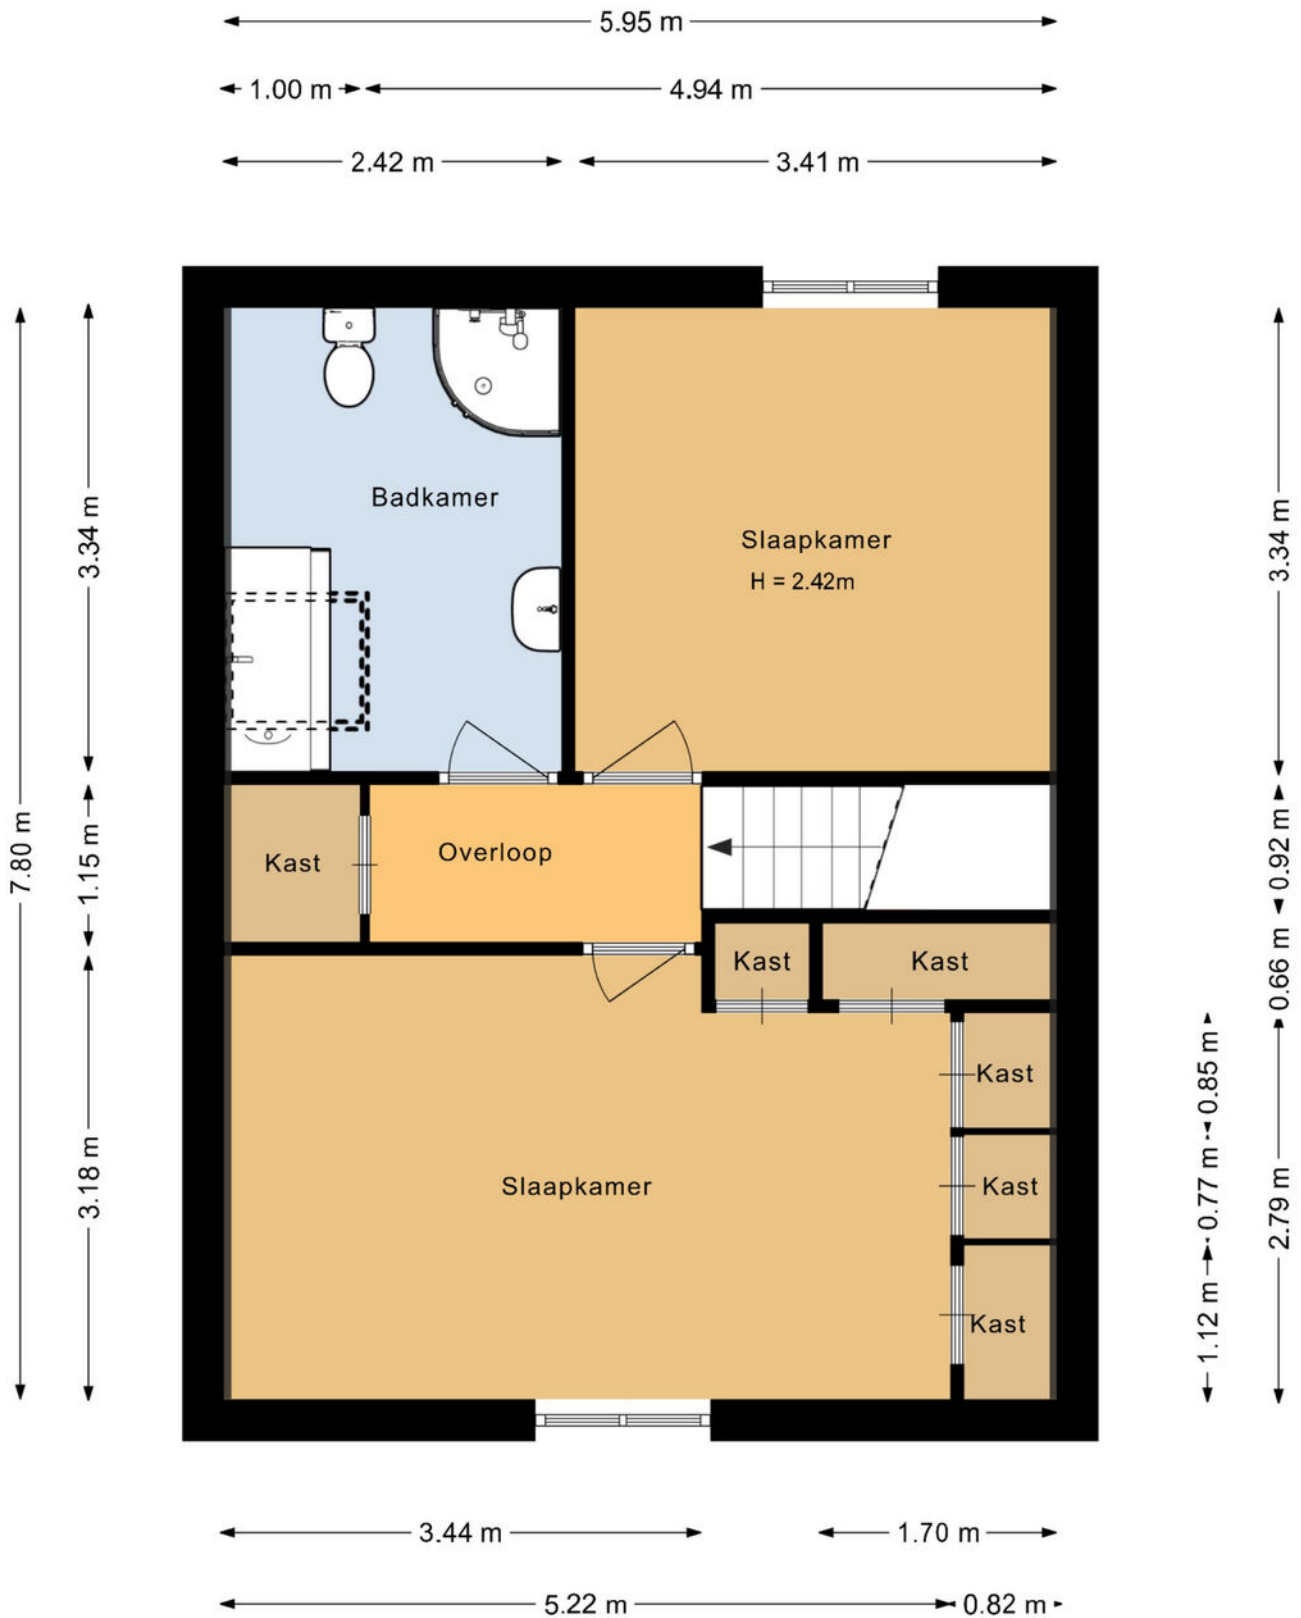 5.95 m
1.00 m
4.94 m
2.42 m
3.41 m
7.80 m
3.34 m
1.15 m
3.18 m
Badkamer
Slaapkamer
H = 2.42m
Kast
Overloop
Kast
Kast
Kast
Kast
Kast
Slaapkamer
3.34 m
0.92 m
0.66 m
2.79 m
0.85 m
0.77 m
1.12 m
3.44 m
1.70 m
5.22 m
0.82 m